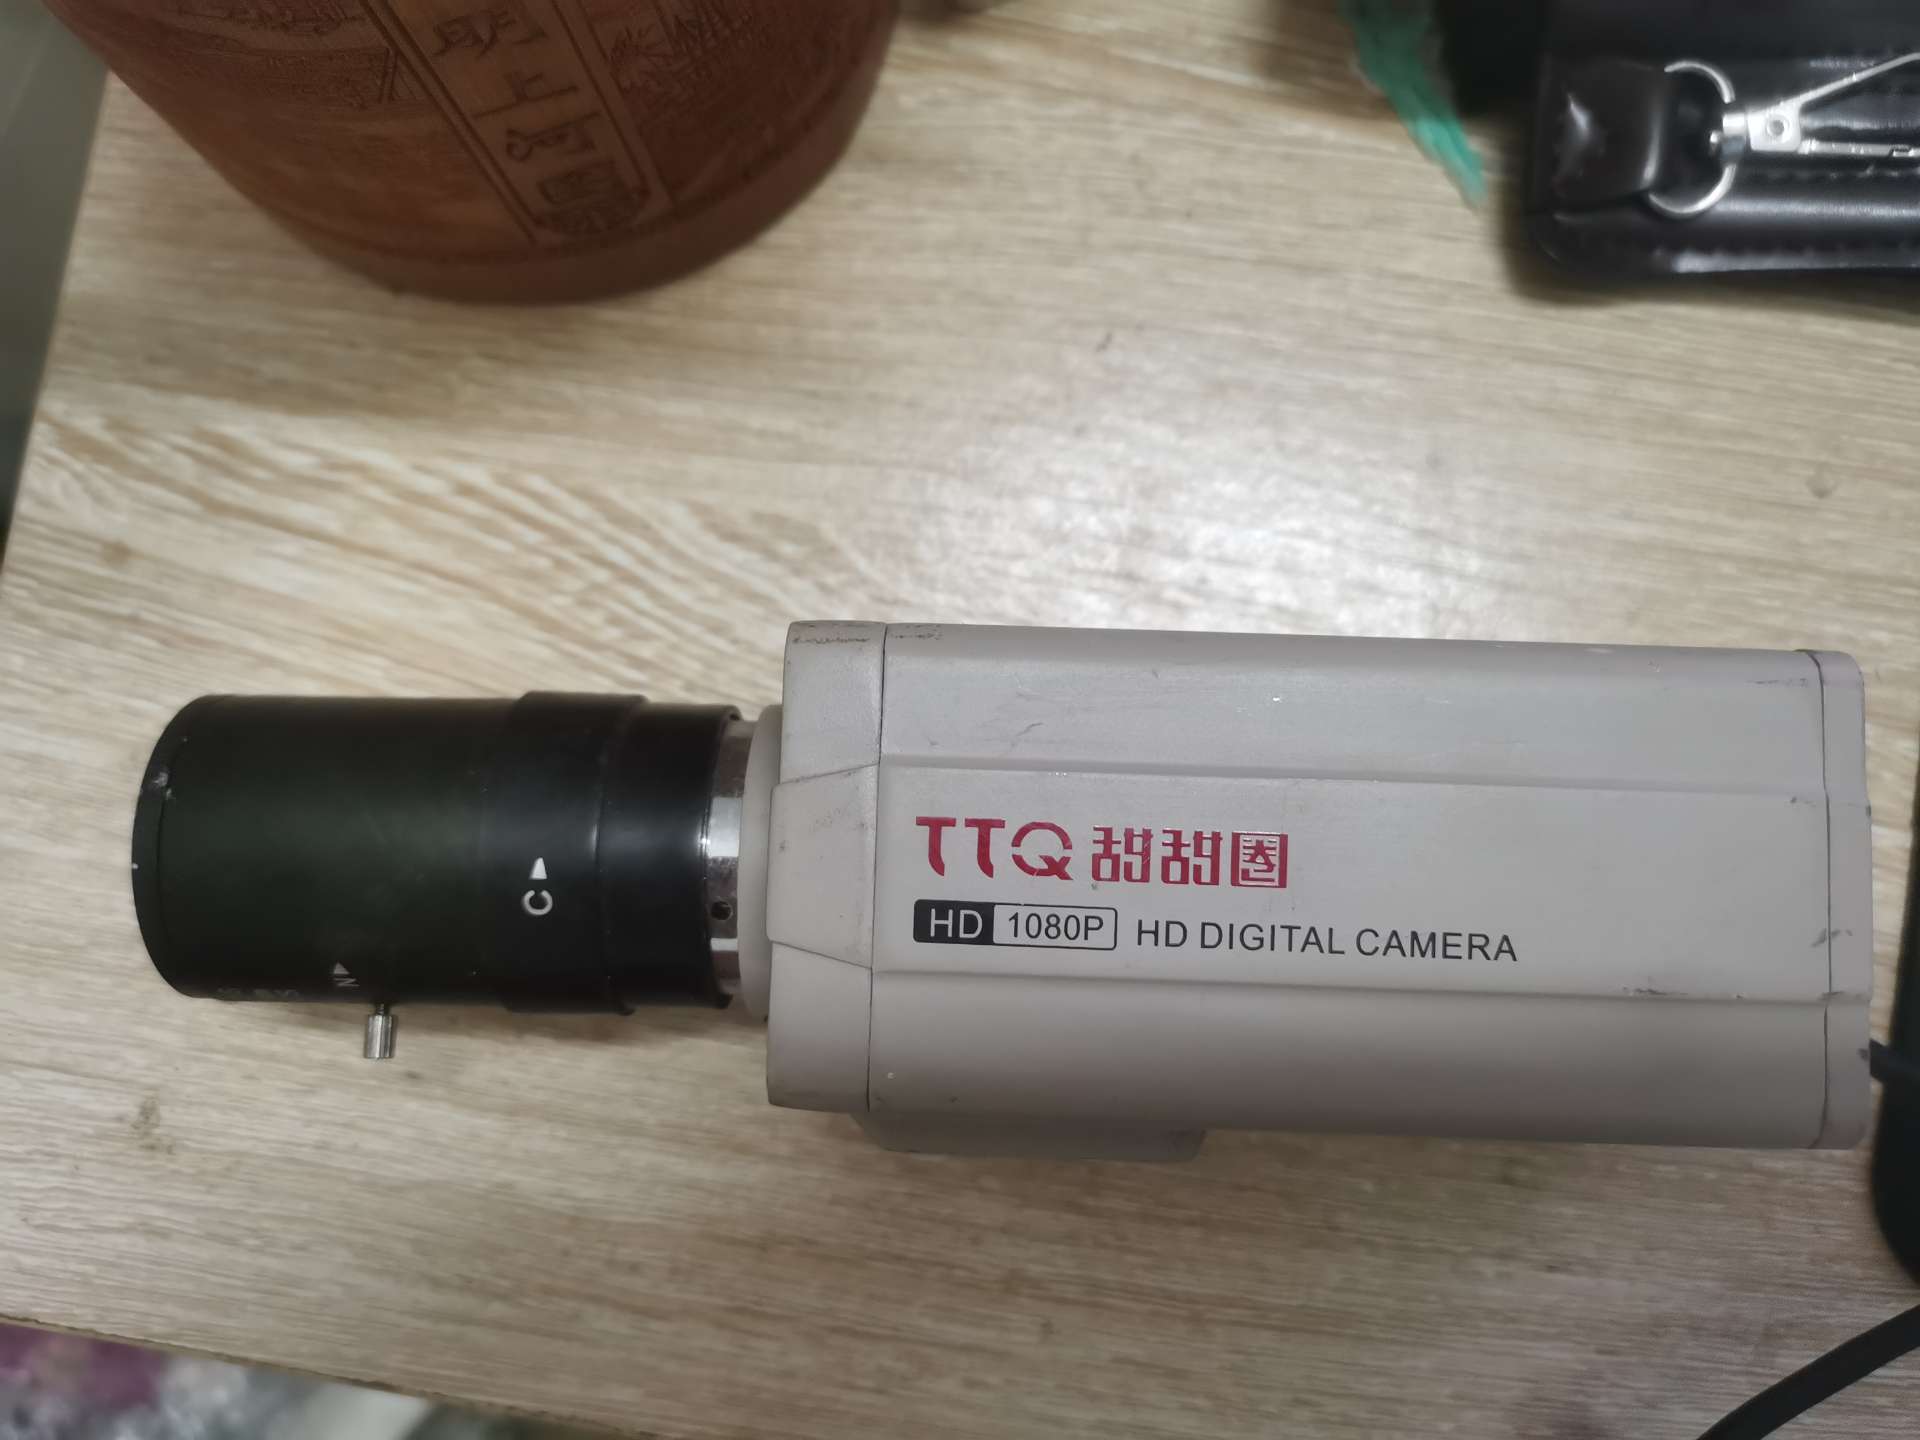 TTQ 甜甜圈
HD 1080P HD DIGITAL CAMERA
C
N